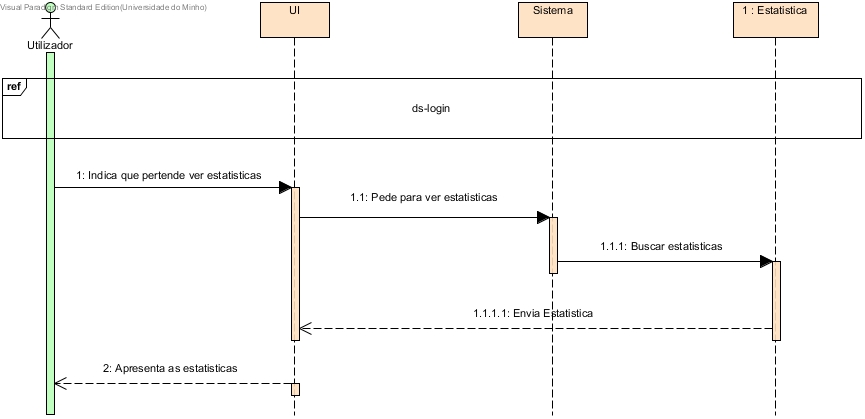 Visual Paradigm Standard Edition(Universidade do Minho)
Utilizador
UI
Sistema
1 : Estatistica
ref
ds-login
1: Indica que pertende ver estatisticas
1.1: Pede para ver estatisticas
1.1.1: Buscar estatisticas
1.1.1.1: Envia Estatistica
2: Apresenta as estatisticas